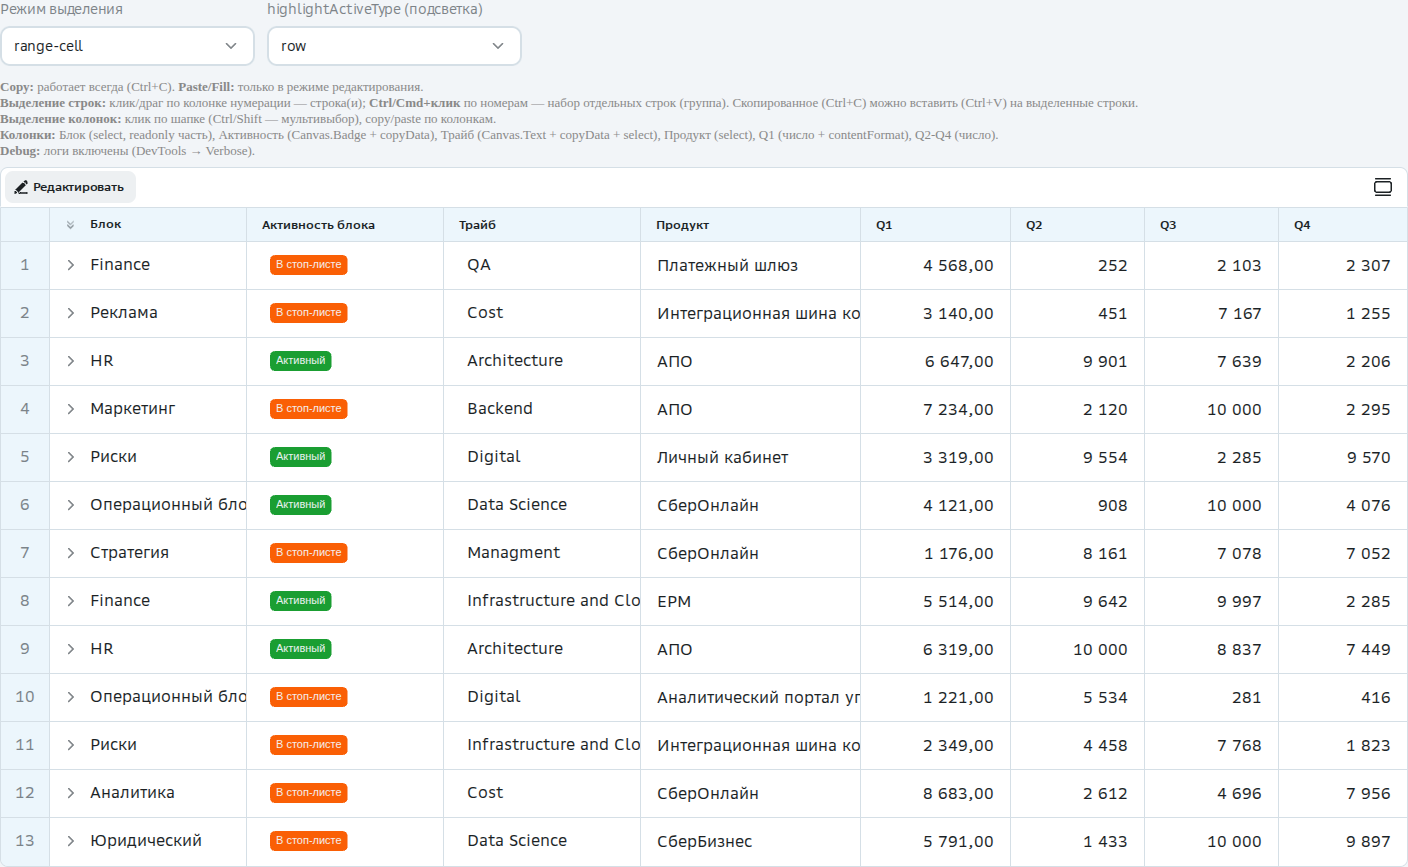 Режим выделения highlightActiveType (подсветка)
range-cell row
Copy: работает всегда (Ctrl+C). Paste/Fill: только в режиме редактирования.
Выделение строк: клик/драг по колонке нумерации — строка(и); Ctrl/Cmd+клик по номерам — набор отдельных строк (группа). Скопированное (Ctrl+C) можно вставить (Ctrl+V) на выделенные строки.
Выделение колонок: клик по шапке (Ctrl/Shift — мультивыбор), copy/paste по колонкам.
Колонки: Блок (select, readonly часть), Активность (Canvas.Badge + copyData), Трайб (Canvas.Text + copyData + select), Продукт (select), Q1 (число + contentFormat), Q2-Q4 (число).
Debug: логи включены (DevTools → Verbose).
Редактировать
Блок Активность блока Трайб Продукт Q1 Q2 Q3 Q4
1 Finance В стоп-листе QA Платежный шлюз 4 568,00 252 2 103 2 307
2 Реклама В стоп-листе Cost Интеграционная шина ко 3 140,00 451 7 167 1 255
3 HR Активный Architecture АПО 6 647,00 9 901 7 639 2 206
4 Маркетинг В стоп-листе Backend АПО 7 234,00 2 120 10 000 2 295
5 Риски Активный Digital Личный кабинет 3 319,00 9 554 2 285 9 570
6 Операционный бло Активный Data Science СберОнлайн 4 121,00 908 10 000 4 076
7 Стратегия В стоп-листе Managment СберОнлайн 1 176,00 8 161 7 078 7 052
8 Finance Активный Infrastructure and Clo EPM 5 514,00 9 642 9 997 2 285
9 HR Активный Architecture АПО 6 319,00 10 000 8 837 7 449
10 Операционный бло В стоп-листе Digital Аналитический портал уг 1 221,00 5 534 281 416
11 Риски В стоп-листе Infrastructure and Clo Интеграционная шина ко 2 349,00 4 458 7 768 1 823
12 Аналитика В стоп-листе Cost СберОнлайн 8 683,00 2 612 4 696 7 956
13 Юридический В стоп-листе Data Science СберБизнес 5 791,00 1 433 10 000 9 897